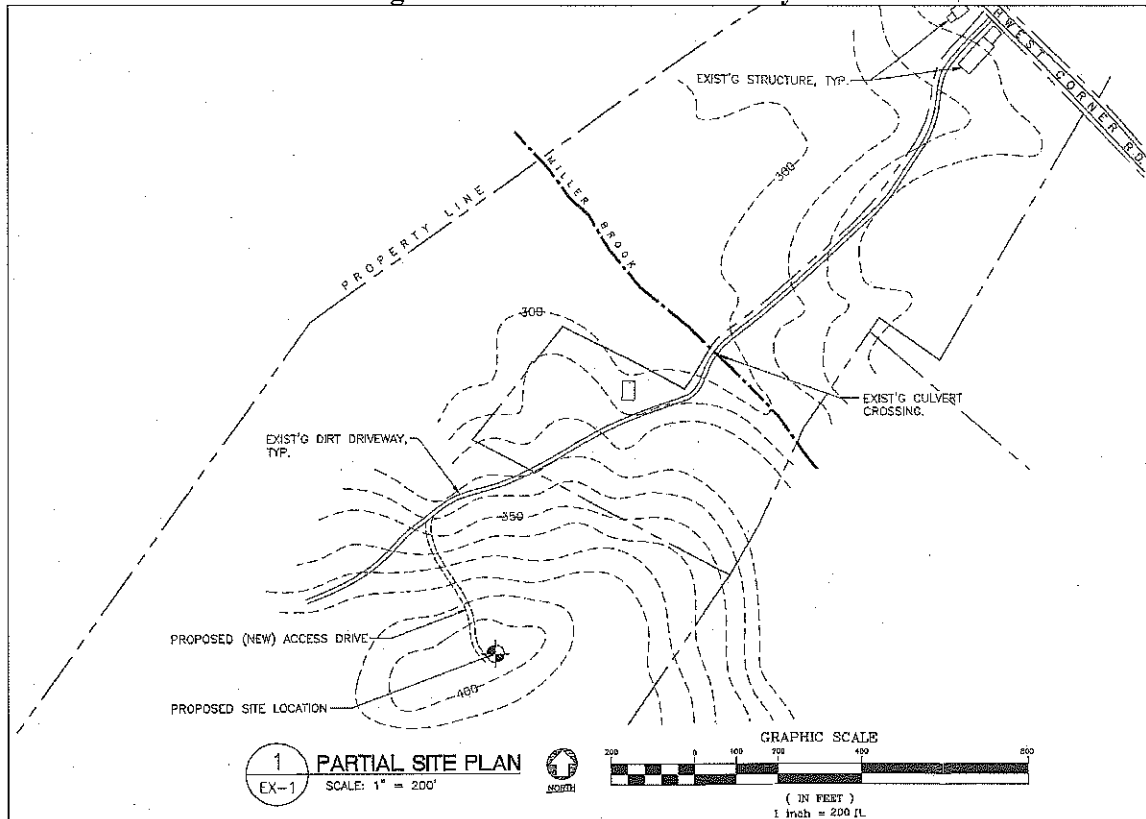 EXIST'G STRUCTURE, TYP.
HWEST CORNER RD
300
MILLER BROOK
PROPERTY LINE
300
EXIST'G CULVERT
CROSSING.
EXIST'G DIRT DRIVEWAY,
TYP.
350
PROPOSED (NEW) ACCESS DRIVE
400
PROPOSED SITE LOCATION
1
EX-1
PARTIAL SITE PLAN
SCALE: 1" = 200'
NORTH
GRAPHIC SCALE
200 0 100 200 400 800
( IN FEET )
1 inch = 200 ft.